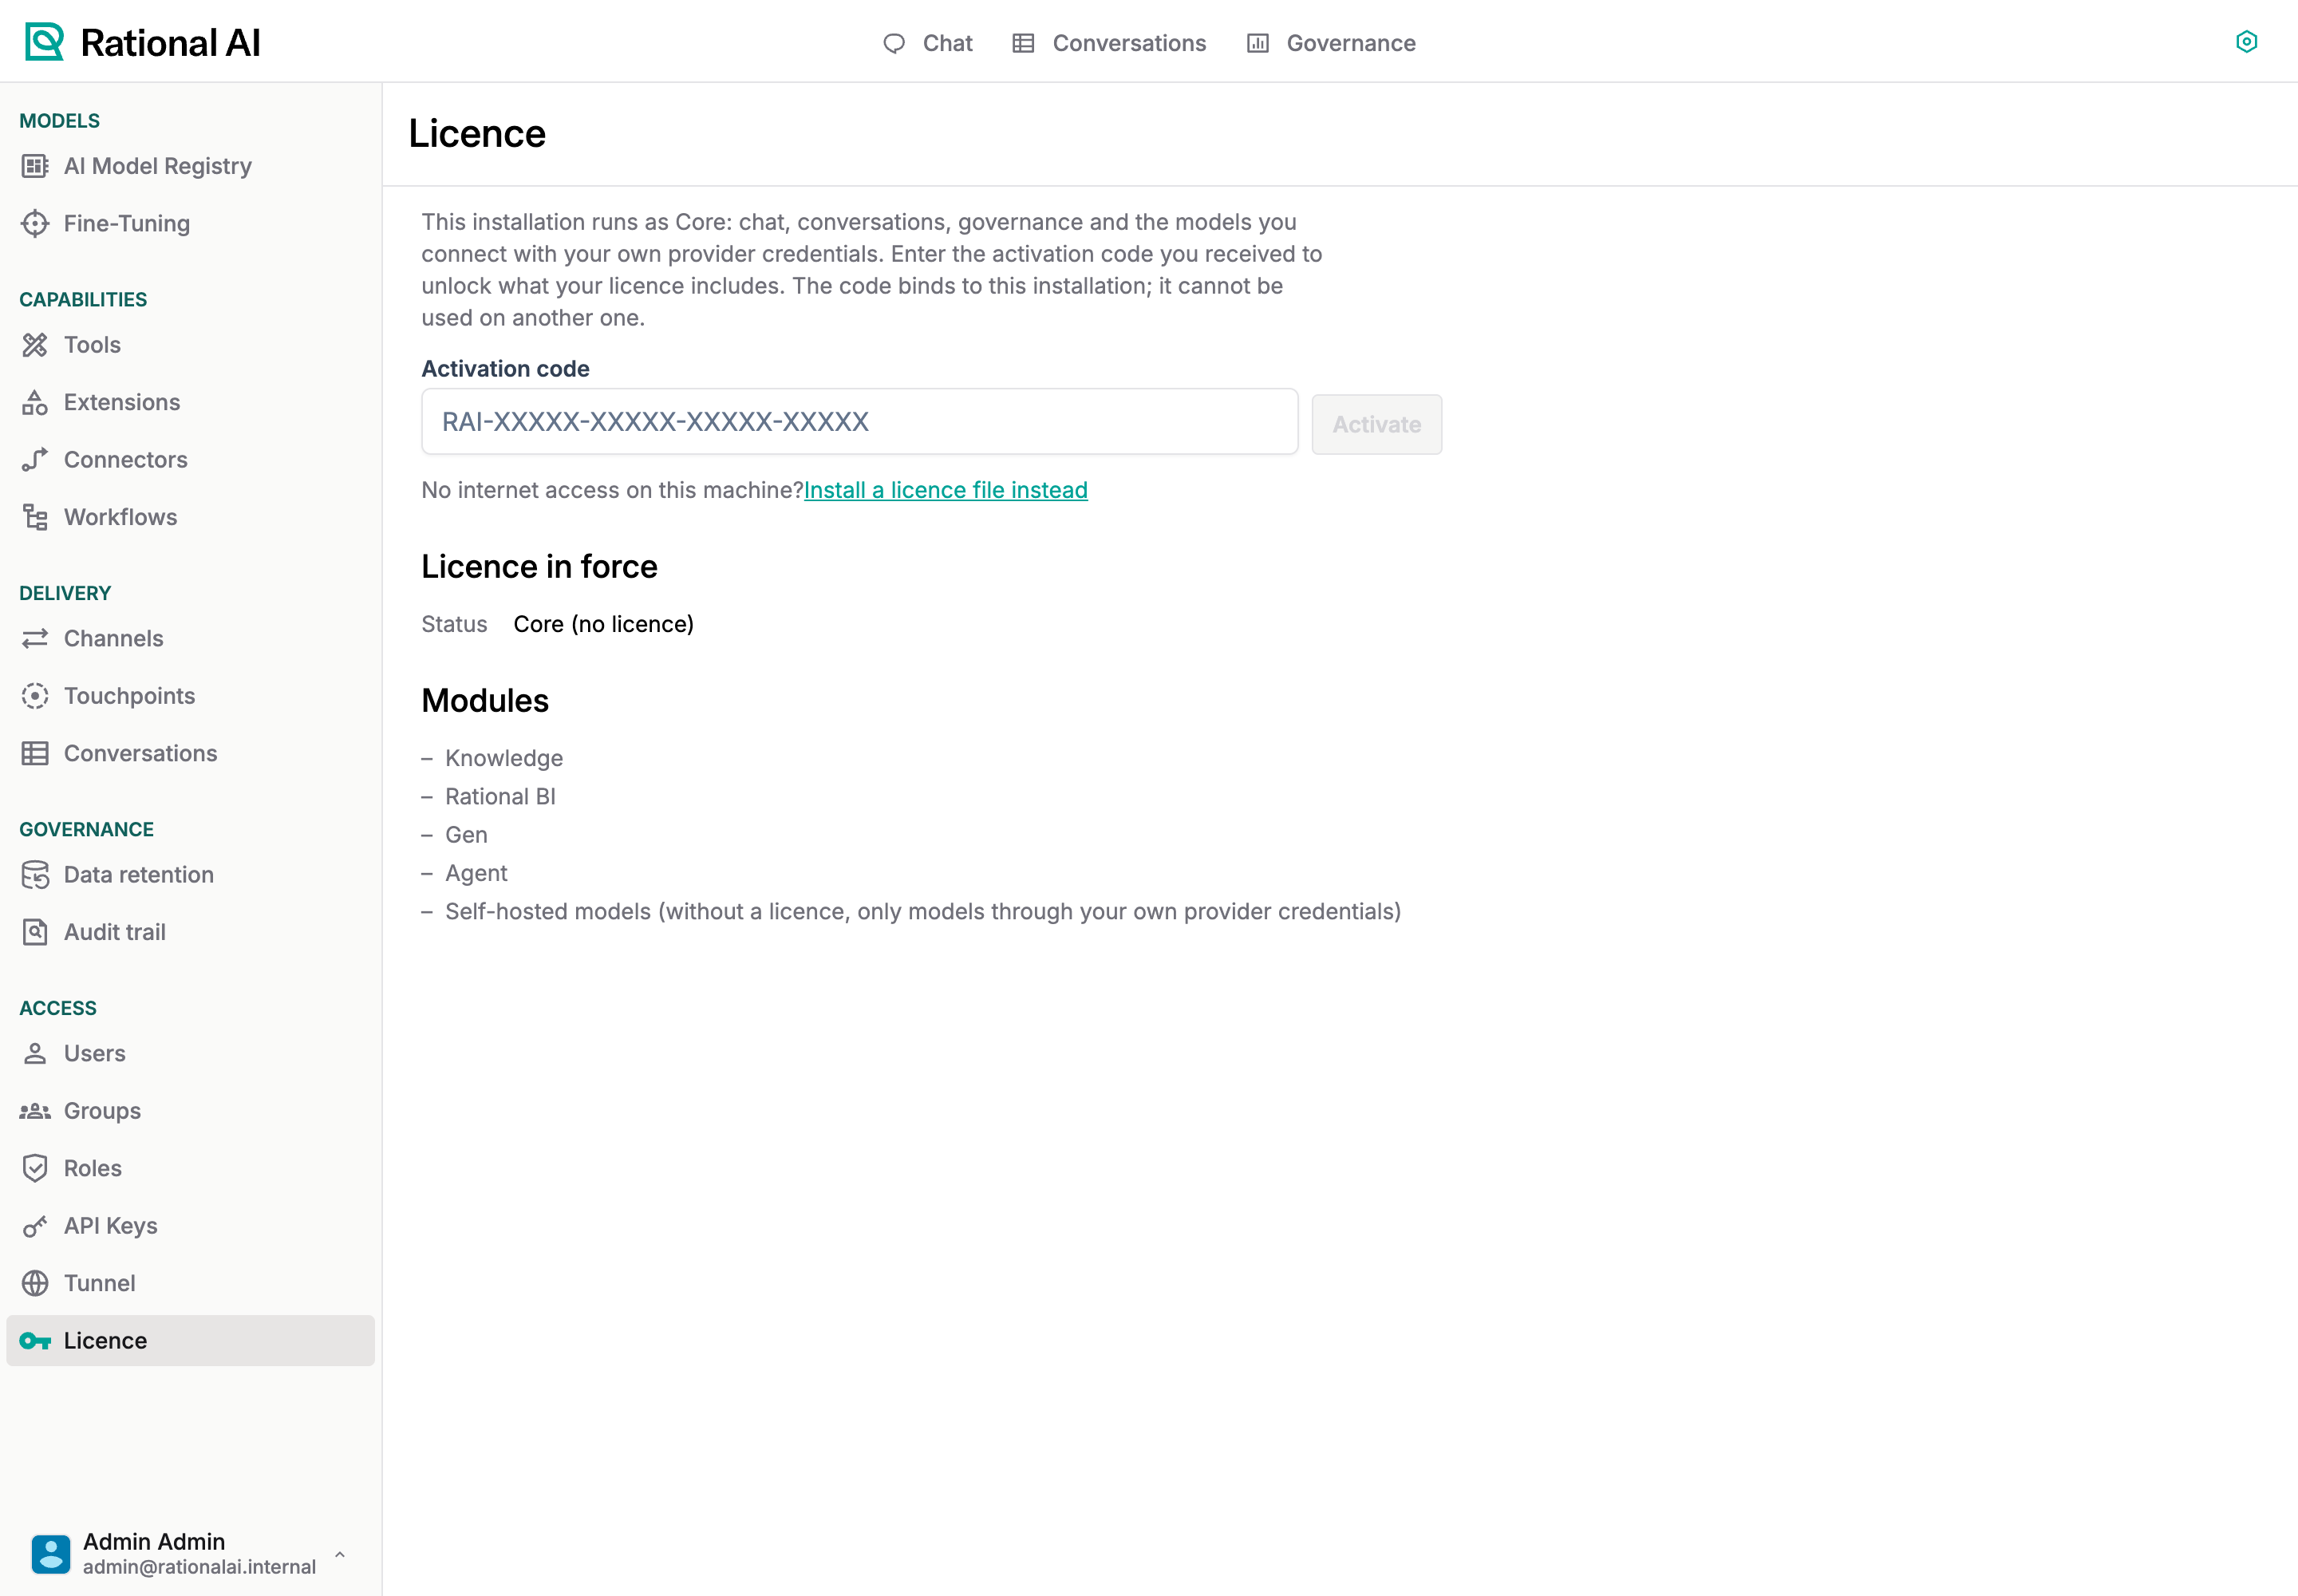 Rational AI
Chat
Conversations
Governance
MODELS
AI Model Registry
Fine-Tuning
CAPABILITIES
Tools
Extensions
Connectors
Workflows
DELIVERY
Channels
Touchpoints
Conversations
GOVERNANCE
Data retention
Audit trail
ACCESS
Users
Groups
Roles
API Keys
Tunnel
Licence
Admin Admin
admin@rationalai.internal
Licence
This installation runs as Core: chat, conversations, governance and the models you
connect with your own provider credentials. Enter the activation code you received to
unlock what your licence includes. The code binds to this installation; it cannot be
used on another one.
Activation code
RAI-XXXXX-XXXXX-XXXXX-XXXXX
Activate
No internet access on this machine?Install a licence file instead
Licence in force
Status Core (no licence)
Modules
– Knowledge
– Rational BI
– Gen
– Agent
– Self-hosted models (without a licence, only models through your own provider credentials)